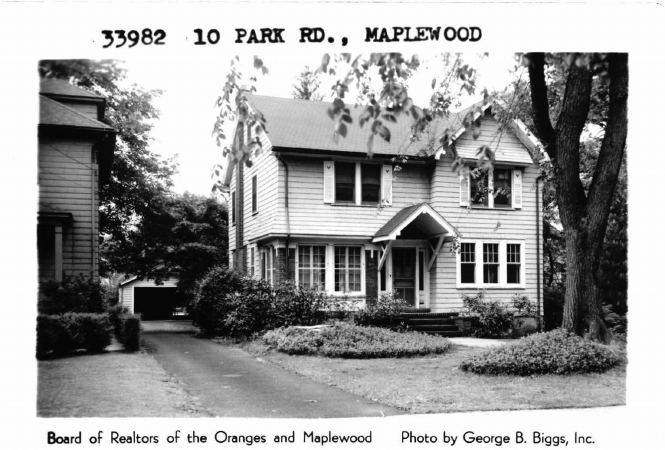 33982 10 PARK RD., MAPLEWOOD
Board of Realtors of the Oranges and Maplewood Photo by George B. Biggs, Inc.